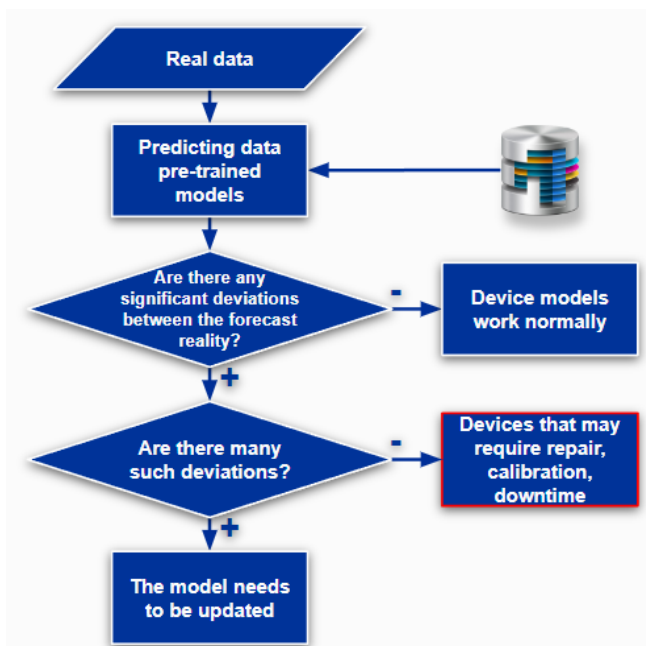 Real data
Predicting data
pre-trained
models
Are there any
significant deviations
between the forecast
reality?
-
Device models
work normally
+
Are there many
such deviations?
-
Devices that may
require repair,
calibration,
downtime
+
The model needs
to be updated